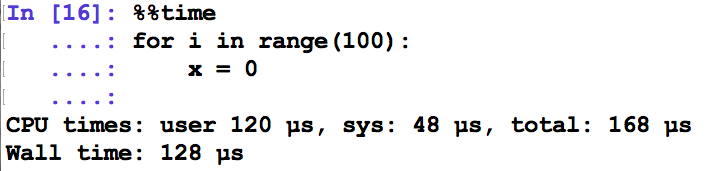 In [16]: %%time
   ....: for i in range(100):
   ....:     x = 0
   ....:
CPU times: user 120 µs, sys: 48 µs, total: 168 µs
Wall time: 128 µs